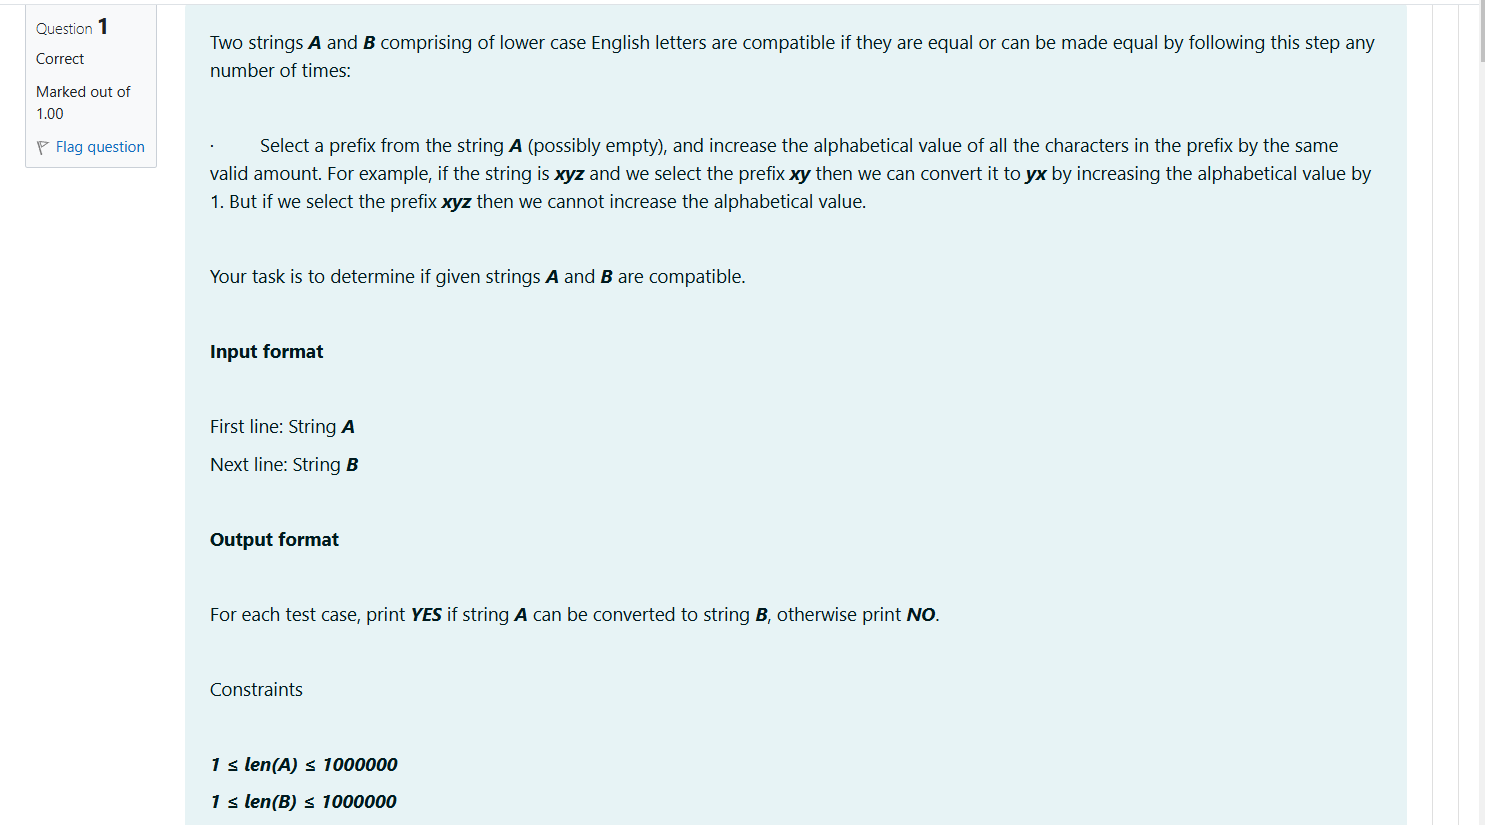 Question 1
Correct
Marked out of
1.00
Flag question
Two strings A and B comprising of lower case English letters are compatible if they are equal or can be made equal by following this step any
number of times:
· Select a prefix from the string A (possibly empty), and increase the alphabetical value of all the characters in the prefix by the same
valid amount. For example, if the string is xyz and we select the prefix xy then we can convert it to yx by increasing the alphabetical value by
1. But if we select the prefix xyz then we cannot increase the alphabetical value.
Your task is to determine if given strings A and B are compatible.
Input format
First line: String A
Next line: String B
Output format
For each test case, print YES if string A can be converted to string B, otherwise print NO.
Constraints
1 ≤ len(A) ≤ 1000000
1 ≤ len(B) ≤ 1000000